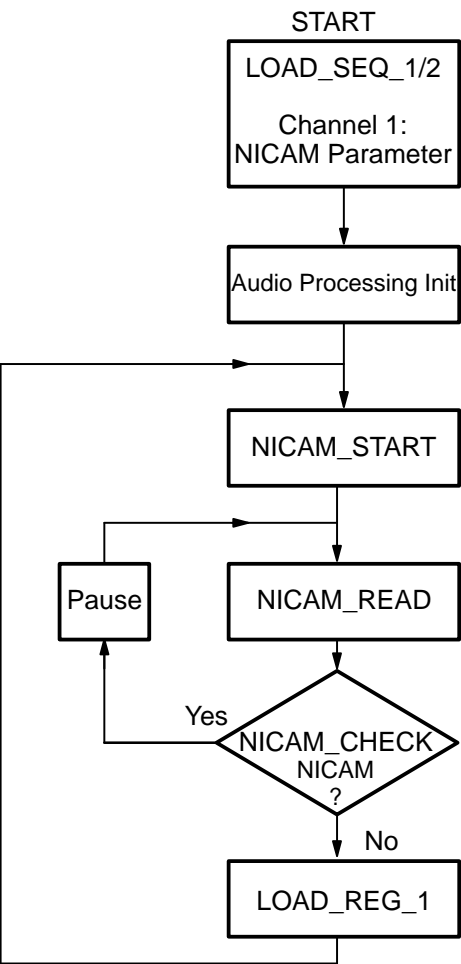 START
LOAD_SEQ_1/2
Channel 1:
NICAM Parameter
Audio Processing Init
NICAM_START
Pause
NICAM_READ
Yes
NICAM_CHECK
NICAM
?
No
LOAD_REG_1